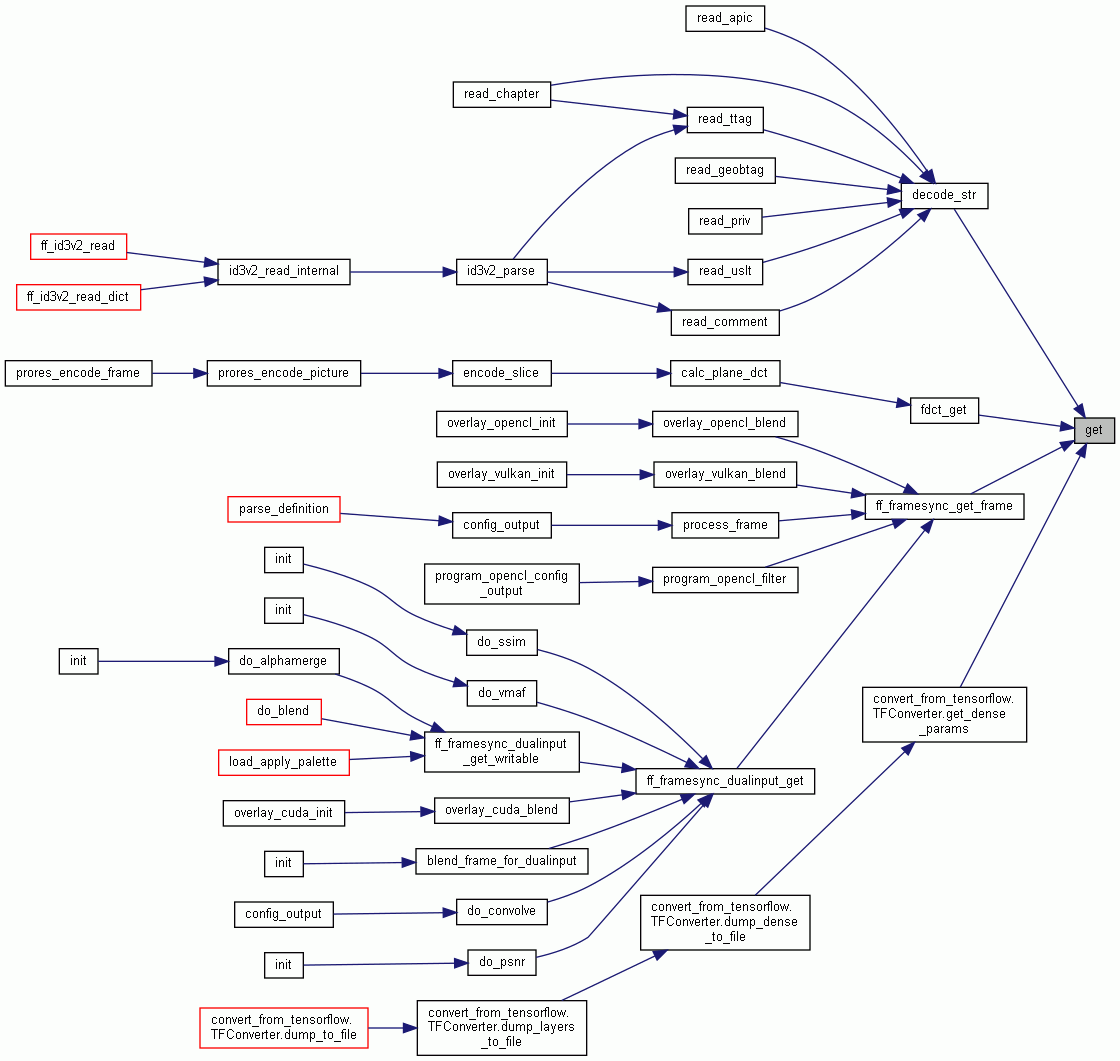 read_apic
read_chapter
read_ttag
read_geobtag
decode_str
read_priv
ff_id3v2_read
id3v2_read_internal
id3v2_parse
read_uslt
ff_id3v2_read_dict
read_comment
prores_encode_frame
prores_encode_picture
encode_slice
calc_plane_dct
fdct_get
get
overlay_opencl_init
overlay_opencl_blend
overlay_vulkan_init
overlay_vulkan_blend
ff_framesync_get_frame
parse_definition
config_output
process_frame
program_opencl_config
_output
program_opencl_filter
init
init
do_ssim
init
do_alphamerge
do_vmaf
do_blend
ff_framesync_dualinput
_get_writable
load_apply_palette
ff_framesync_dualinput_get
convert_from_tensorflow.
TFConverter.get_dense
_params
overlay_cuda_init
overlay_cuda_blend
init
blend_frame_for_dualinput
config_output
do_convolve
convert_from_tensorflow.
TFConverter.dump_dense
_to_file
init
do_psnr
convert_from_tensorflow.
TFConverter.dump_to_file
convert_from_tensorflow.
TFConverter.dump_layers
_to_file